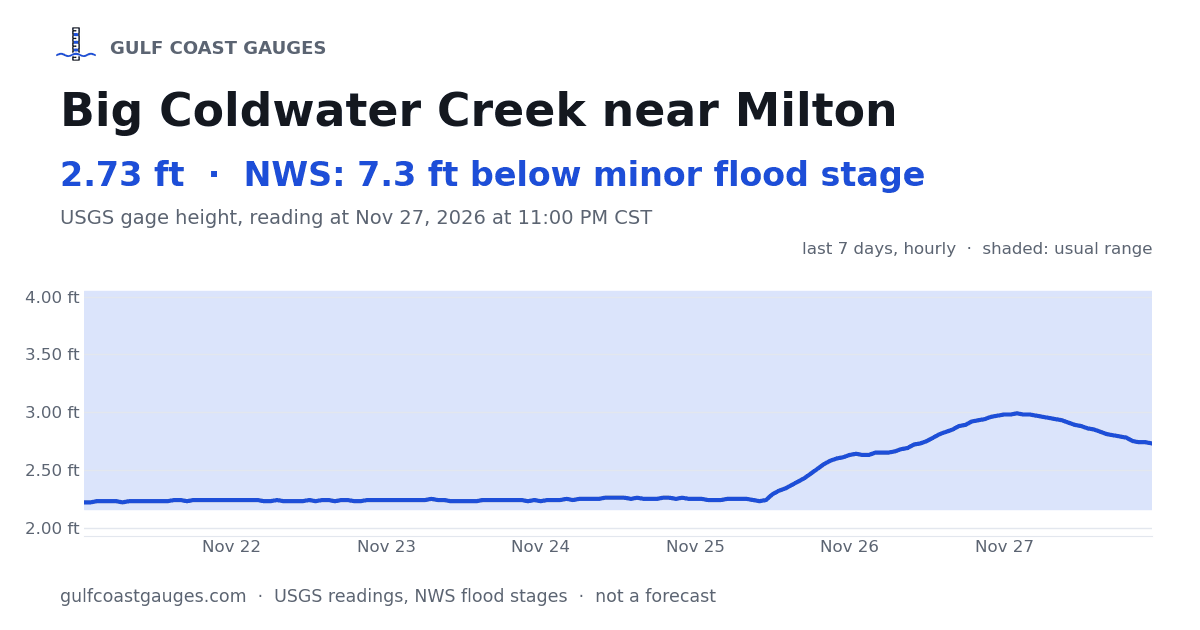 GULF COAST GAUGES
Big Coldwater Creek near Milton
2.73 ft · NWS: 7.3 ft below minor flood stage
USGS gage height, reading at Nov 27, 2026 at 11:00 PM CST
last 7 days, hourly · shaded: usual range
4.00 ft
3.50 ft
3.00 ft
2.50 ft
2.00 ft
Nov 22 Nov 23 Nov 24 Nov 25 Nov 26 Nov 27
gulfcoastgauges.com · USGS readings, NWS flood stages · not a forecast